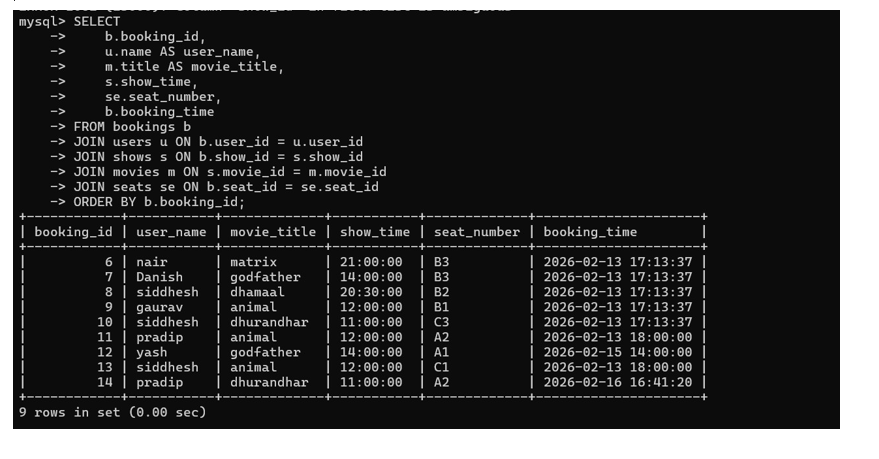 mysql> SELECT
    ->     b.booking_id,
    ->     u.name AS user_name,
    ->     m.title AS movie_title,
    ->     s.show_time,
    ->     se.seat_number,
    ->     b.booking_time
    -> FROM bookings b
    -> JOIN users u ON b.user_id = u.user_id
    -> JOIN shows s ON b.show_id = s.show_id
    -> JOIN movies m ON s.movie_id = m.movie_id
    -> JOIN seats se ON b.seat_id = se.seat_id
    -> ORDER BY b.booking_id;
+------------+-----------+-------------+-----------+-------------+---------------------+
| booking_id | user_name | movie_title | show_time | seat_number | booking_time        |
+------------+-----------+-------------+-----------+-------------+---------------------+
|          6 | nair      | matrix      | 21:00:00  | B3          | 2026-02-13 17:13:37 |
|          7 | Danish    | godfather   | 14:00:00  | B3          | 2026-02-13 17:13:37 |
|          8 | siddhesh  | dhamaal     | 20:30:00  | B2          | 2026-02-13 17:13:37 |
|          9 | gaurav    | animal      | 12:00:00  | B1          | 2026-02-13 17:13:37 |
|         10 | siddhesh  | dhurandhar  | 11:00:00  | C3          | 2026-02-13 17:13:37 |
|         11 | pradip    | animal      | 12:00:00  | A2          | 2026-02-13 18:00:00 |
|         12 | yash      | godfather   | 14:00:00  | A1          | 2026-02-15 14:00:00 |
|         13 | siddhesh  | animal      | 12:00:00  | C1          | 2026-02-13 18:00:00 |
|         14 | pradip    | dhurandhar  | 11:00:00  | A2          | 2026-02-16 16:41:20 |
+------------+-----------+-------------+-----------+-------------+---------------------+
9 rows in set (0.00 sec)